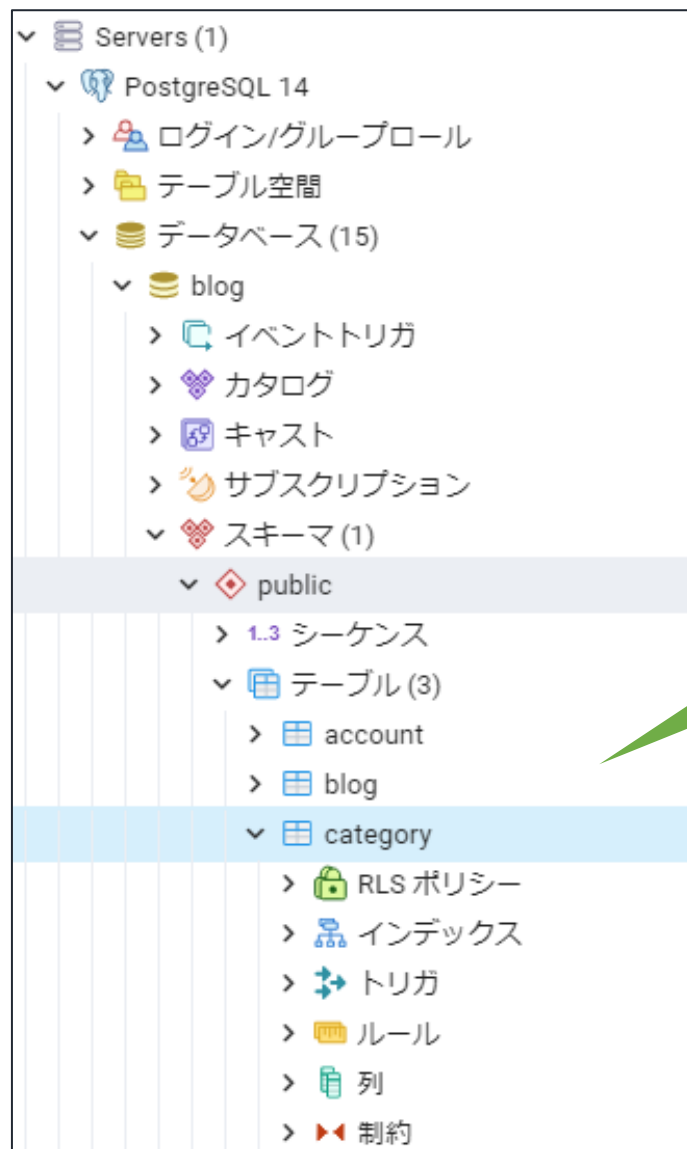 Servers (1)
PostgreSQL 14
ログイン/グループロール
テーブル空間
データベース (15)
blog
イベントトリガ
カタログ
キャスト
サブスクリプション
スキーマ (1)
public
1..3 シーケンス
テーブル (3)
account
blog
category
RLS ポリシー
インデックス
トリガ
ルール
列
制約